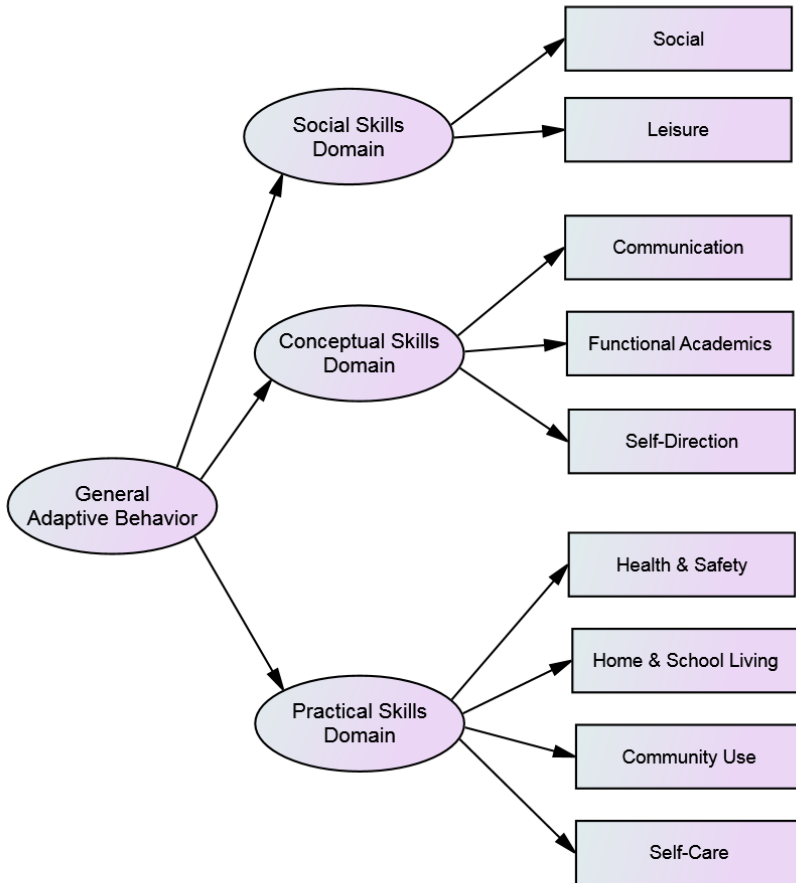 Social
Social Skills
Domain
Leisure
Communication
Conceptual Skills
Domain
Functional Academics
Self-Direction
General
Adaptive Behavior
Health & Safety
Home & School Living
Practical Skills
Domain
Community Use
Self-Care